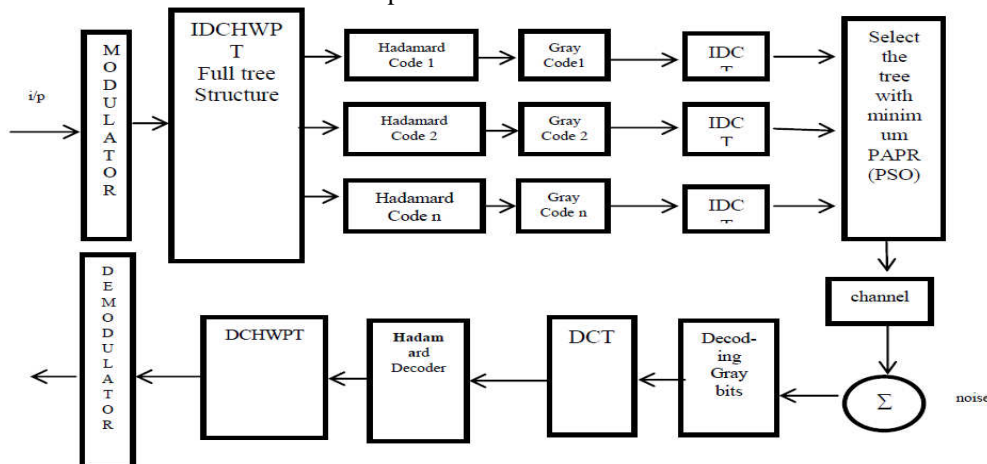 i/p
M
O
D
U
L
A
T
O
R
IDCHWP
T
Full tree
Structure
Hadamard
Code 1
Gray
Code1
IDC
T
Hadamard
Code 2
Gray
Code 2
IDC
T
Hadamard
Code n
Gray
Code n
IDC
T
Select
the
tree
with
minim
um
PAPR
(PSO)
channel
Σ
noise
Decod-
ing
Gray
bits
DCT
Hadam
ard
Decoder
DCHWPT
D
E
M
O
D
U
L
A
T
O
R